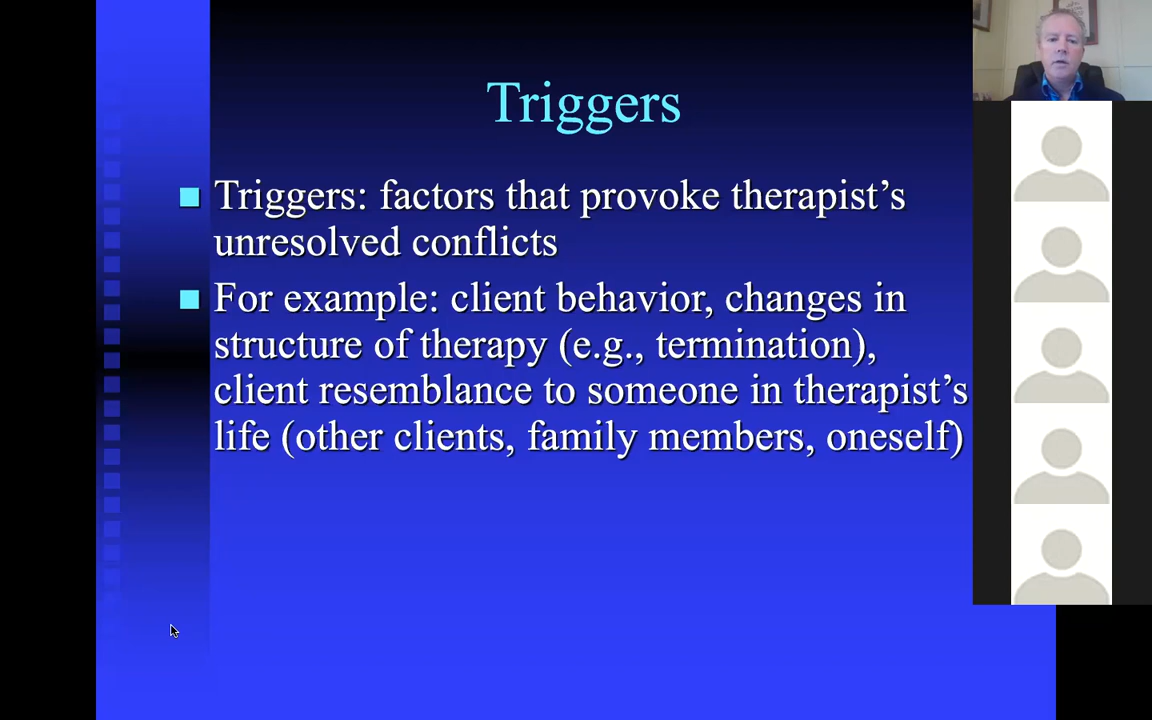 Triggers
Triggers: factors that provoke therapist’s
unresolved conflicts
For example: client behavior, changes in
structure of therapy (e.g., termination),
client resemblance to someone in therapist’s
life (other clients, family members, oneself)